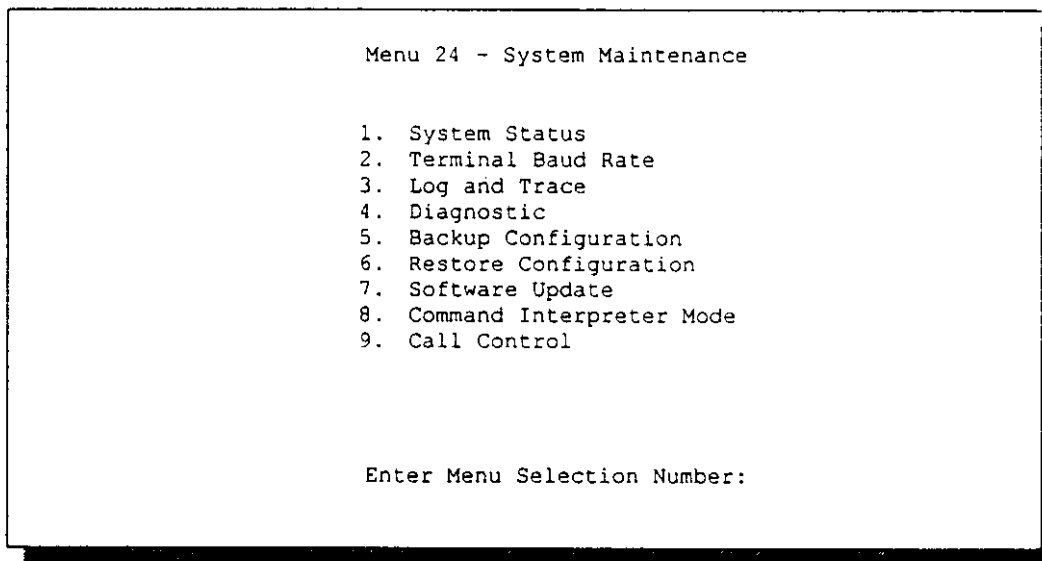 Menu 24 - System Maintenance
1. System Status
2. Terminal Baud Rate
3. Log and Trace
4. Diagnostic
5. Backup Configuration
6. Restore Configuration
7. Software Update
8. Command Interpreter Mode
9. Call Control
Enter Menu Selection Number: